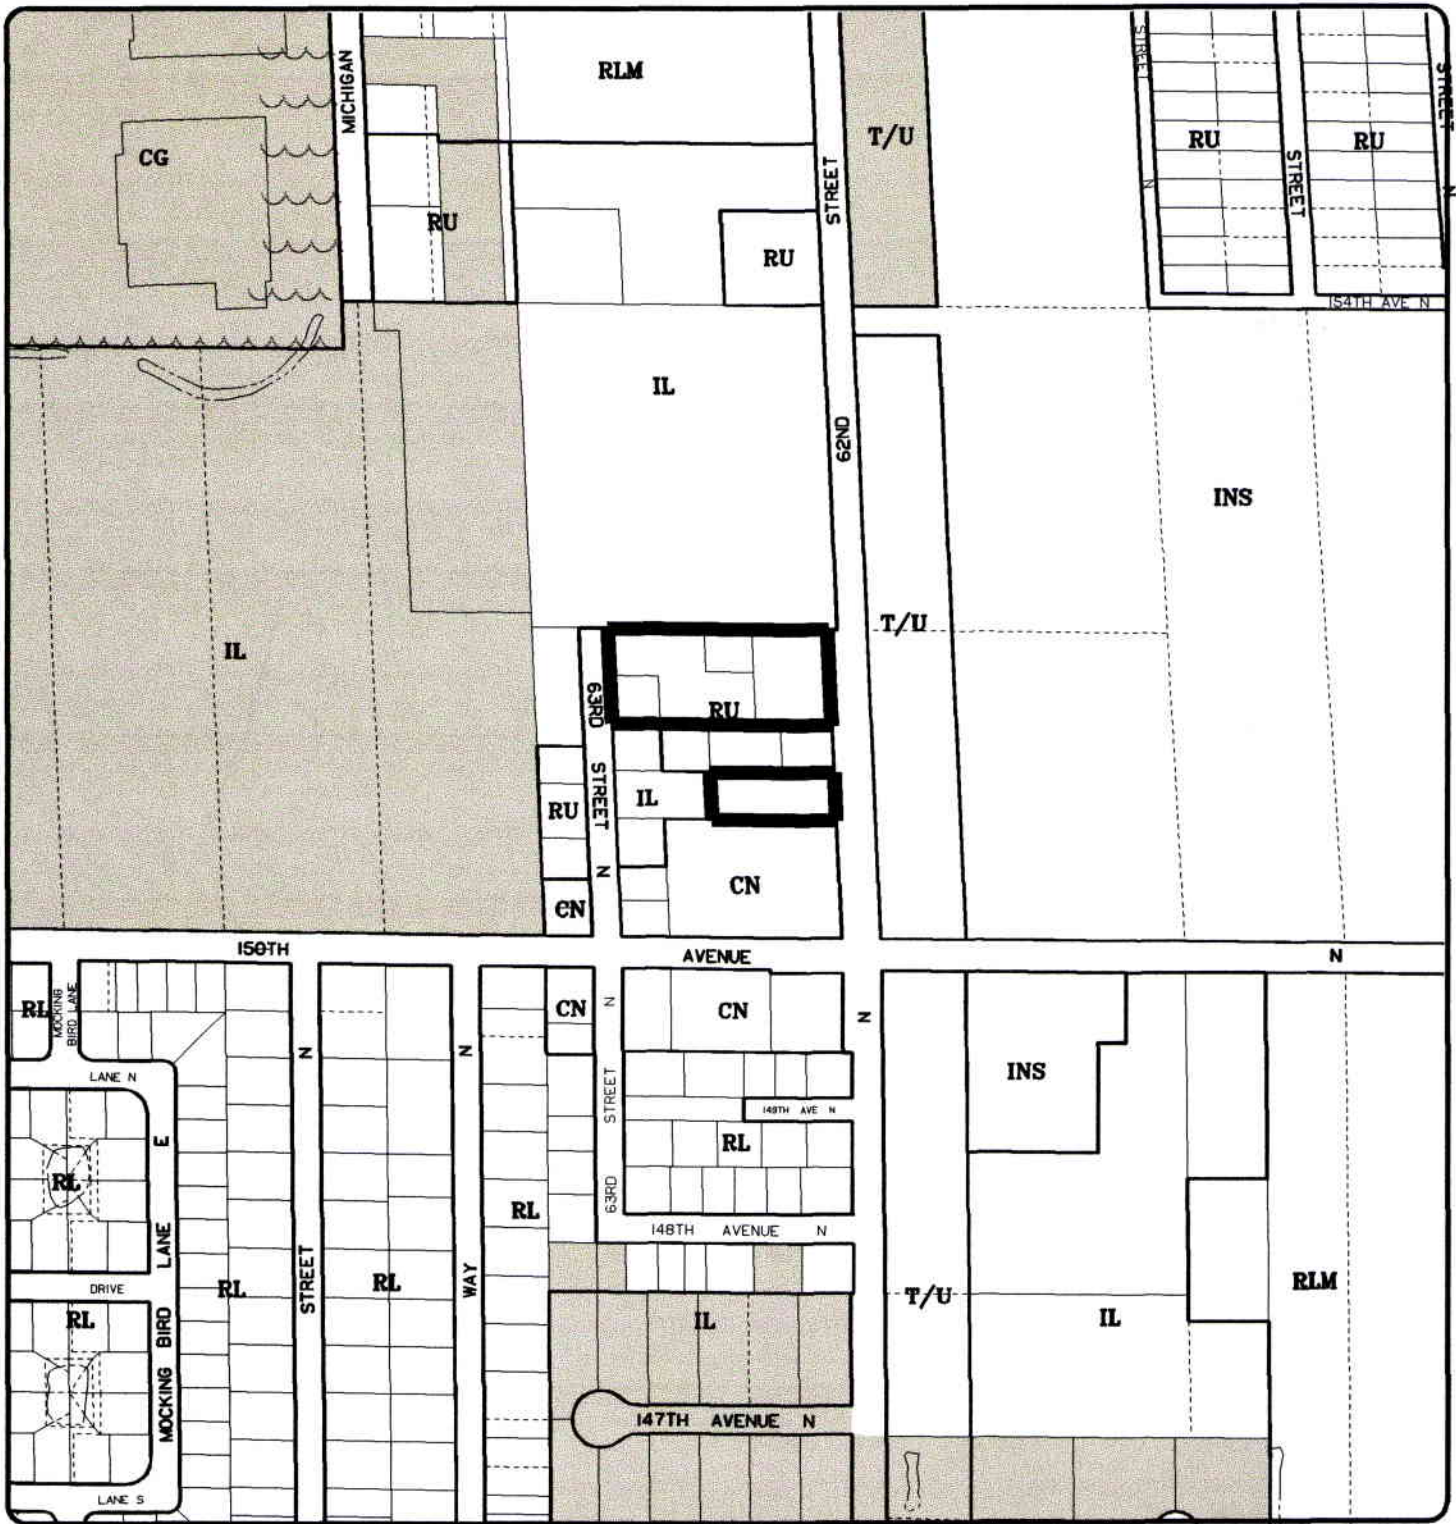 MICHIGAN
RLM
STREET
T/U
STREET
N
RU
STREET
RU
STREET
N
CG
RU
RU
154TH AVE N
IL
62ND
INS
IL
T/U
63RD
RU
STREET
RU
IL
N
CN
CN
150TH
AVENUE
N
RL
MOCKING
BIRD LANE
N
N
CN
N
CN
N
LANE N
INS
STREET
149TH AVE N
E
RL
RL
63RD
RL
148TH AVENUE N
LANE
STREET
WAY
DRIVE
RL
RL
T/U
RLM
RL
IL
IL
BIRD
MOCKING
147TH AVENUE N
LANE S